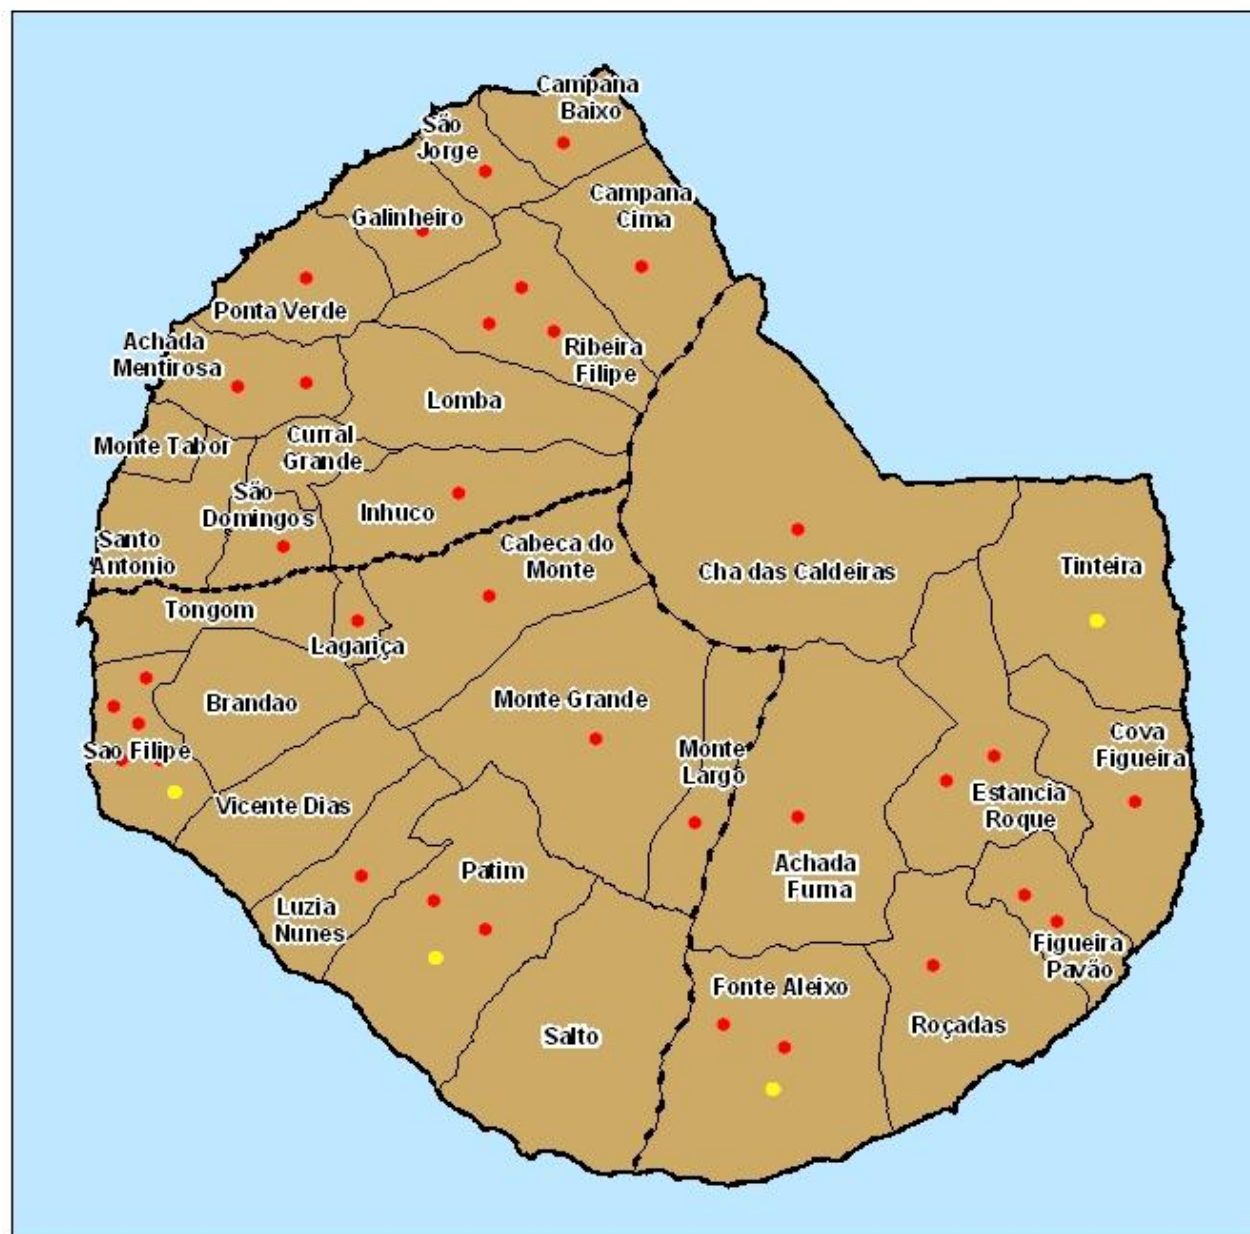 Campana
Baixo
São
Jorge
Campana
Cima
Galinheiro
Ponta Verde
Achada
Mentirosa
Ribeira
Filipe
Lomba
Monte Tabor
Curral
Grande
São
Domingos
Inhuco
Santo
Antonio
Cabeca do
Monte
Cha das Caldeiras
Tinteira
Tongom
Lagariça
Brandao
Monte Grande
Sao Filipe
Monte
Largo
Cova
Figueira
Vicente Dias
Estancia
Roque
Patim
Achada
Furna
Luzia
Nunes
Figueira
Pavão
Fonte Aleixo
Roçadas
Salto